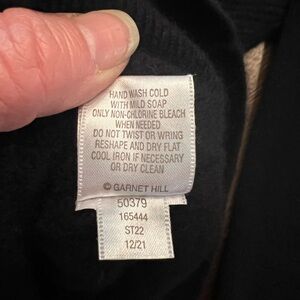 HAND WASH COLD
WITH MILD SOAP
ONLY NON-CHLORINE BLEACH
WHEN NEEDED
DO NOT TWIST OR WRING
RESHAPE AND DRY FLAT
COOL IRON IF NECESSARY
OR DRY CLEAN
© GARNET HILL
50379
165444
ST22
12/21